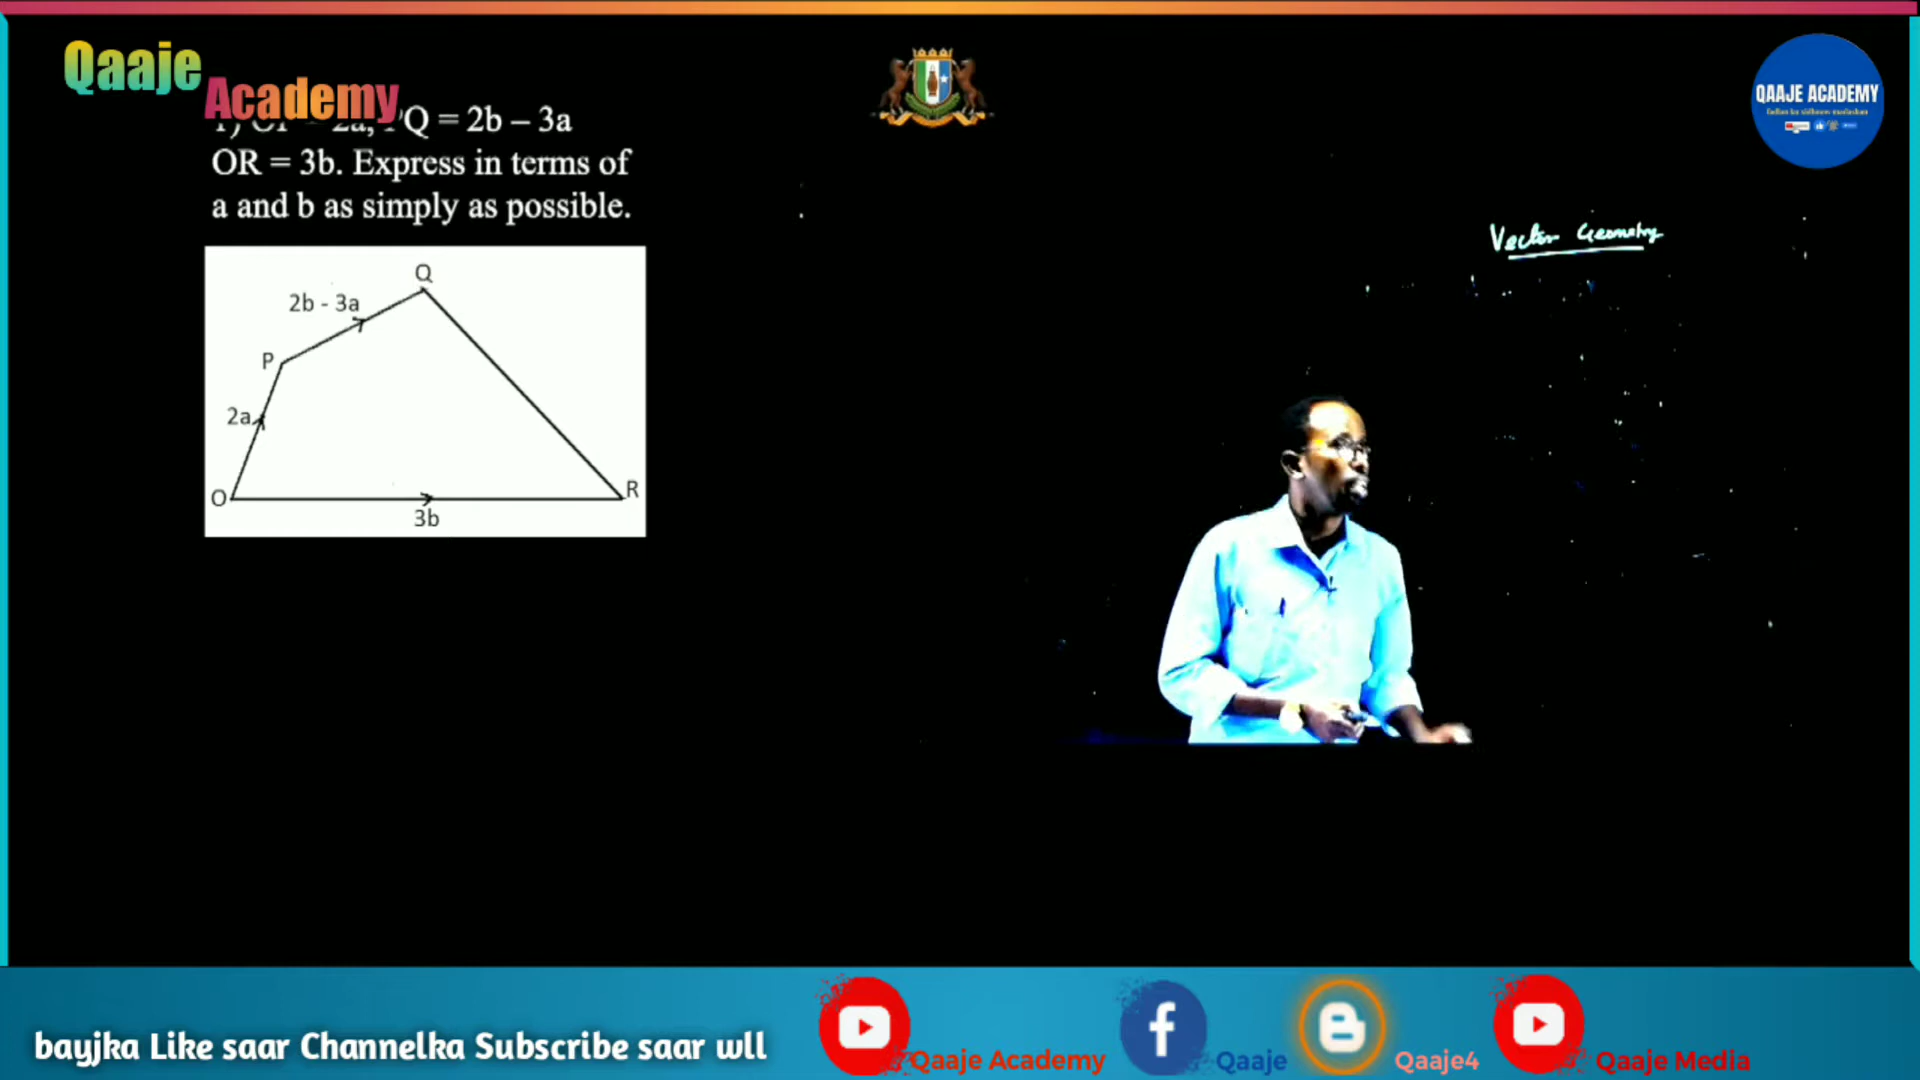 Qaaje
Academy
Q = 2b – 3a
OR = 3b. Express in terms of
a and b as simply as possible.
Q
2b - 3a
P
2a
O
R
3b
Vector Geometry
QAAJE ACADEMY
bayjka Like saar Channelka Subscribe saar wll
Qaaje Academy
Qaaje
Qaaje4
Qaaje Media